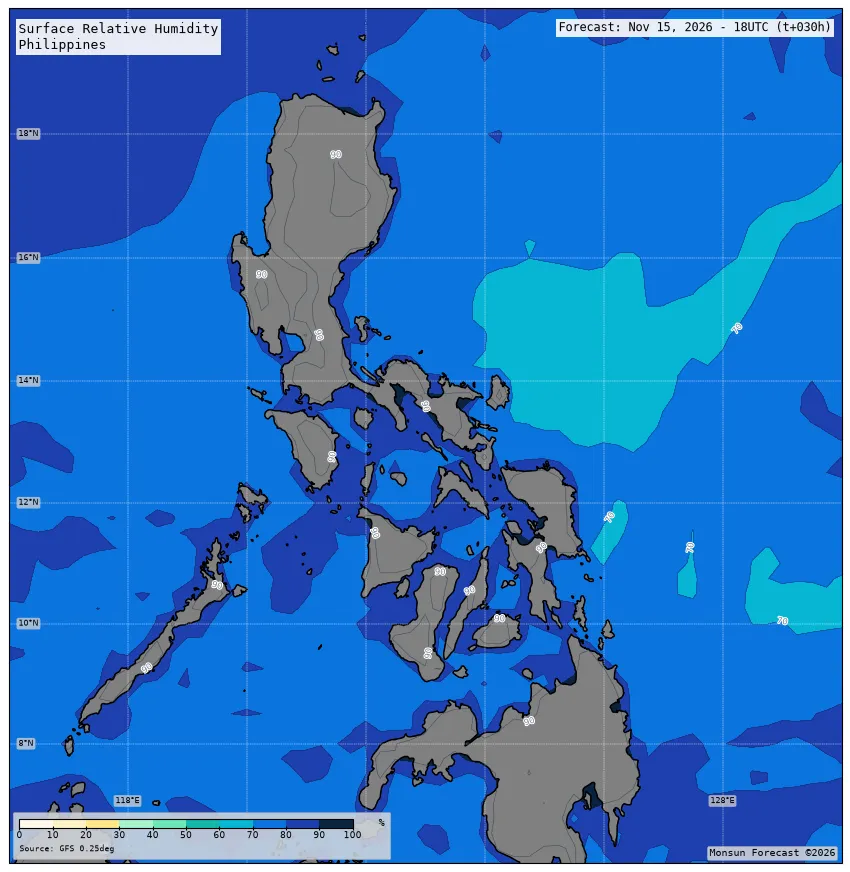 Surface Relative Humidity
Philippines
Forecast: Nov 15, 2026 - 18UTC (t+030h)
18°N
90
16°N
90
70
90
14°N
90
90
12°N
70
90
90
70
90
90
90
10°N
90
70
90
90
90
8°N
118°E
128°E
0 10 20 30 40 50 60 70 80 90 100 %
Source: GFS 0.25deg
Monsun Forecast ©2026